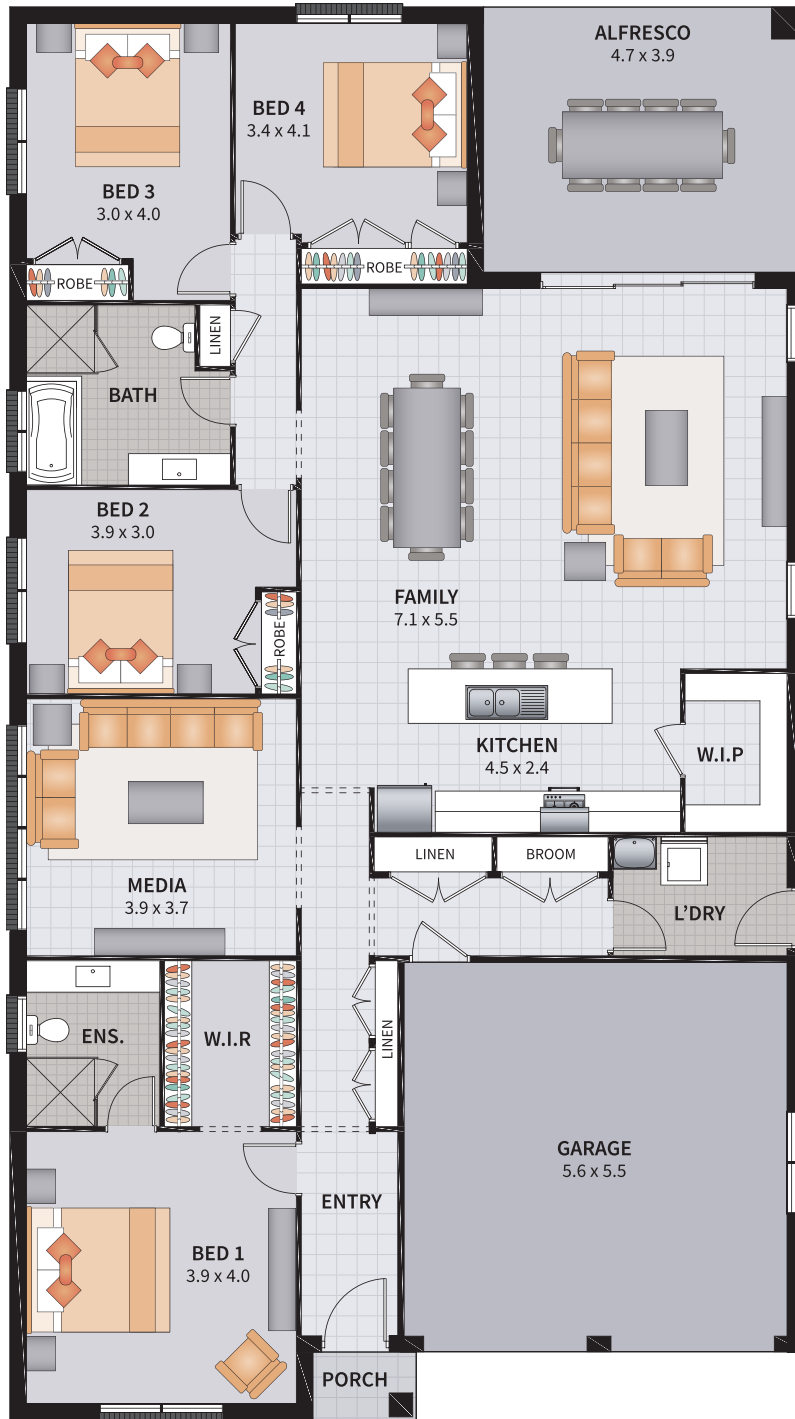 ALFRESCO
4.7 x 3.9
BED 4
3.4 x 4.1
BED 3
3.0 x 4.0
ROBE
ROBE
LINEN
BATH
BED 2
3.9 x 3.0
FAMILY
7.1 x 5.5
ROBE
KITCHEN
4.5 x 2.4
W.I.P
LINEN
BROOM
MEDIA
3.9 x 3.7
L'DRY
ENS.
W.I.R
LINEN
GARAGE
5.6 x 5.5
ENTRY
BED 1
3.9 x 4.0
PORCH